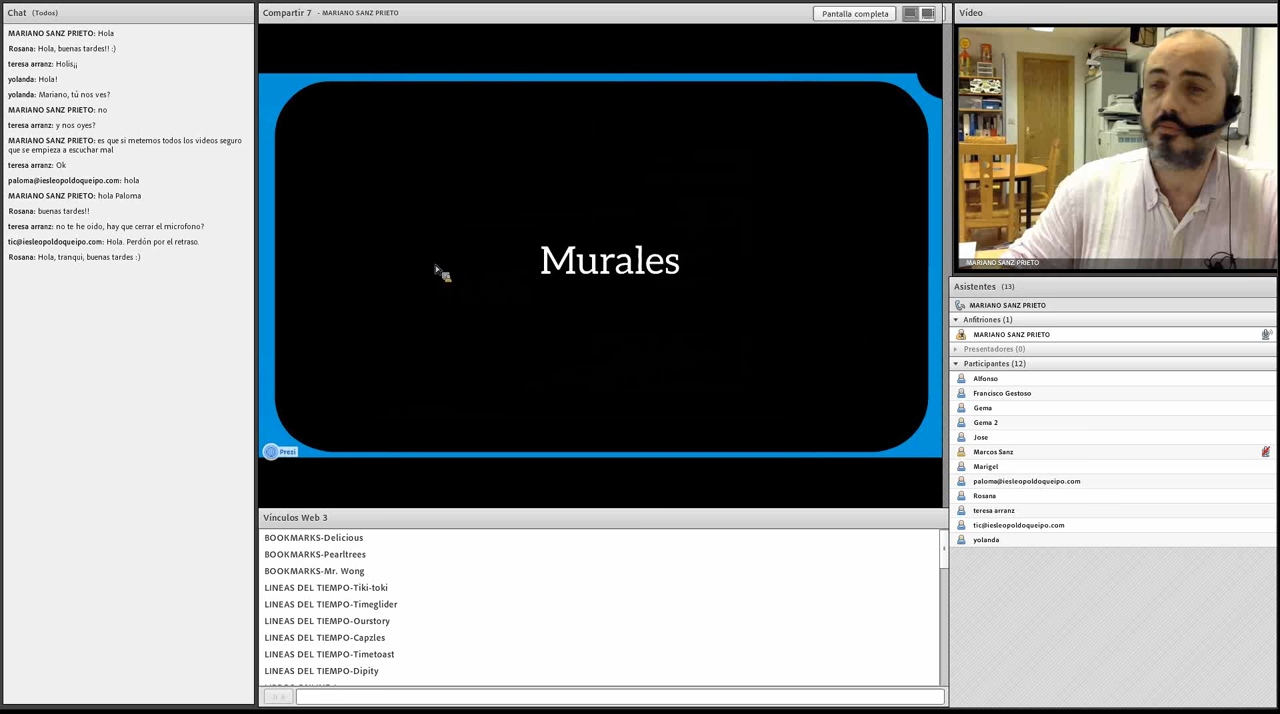 Chat (Todos)
MARIANO SANZ PRIETO: Hola
Rosana: Hola, buenas tardes!! :)
teresa arranz: Holis¡¡
yolanda: Hola!
yolanda: Mariano, tú nos ves?
MARIANO SANZ PRIETO: no
teresa arranz: y nos oyes?
MARIANO SANZ PRIETO: es que si metemos todos los videos seguro
que se empieza a escuchar mal
teresa arranz: Ok
paloma@iesleopoldoqueipo.com: hola
MARIANO SANZ PRIETO: hola Paloma
Rosana: buenas tardes!!
teresa arranz: no te he oido, hay que cerrar el microfono?
tic@iesleopoldoqueipo.com: Hola. Perdón por el retraso.
Rosana: Hola, tranqui, buenas tardes :)
Compartir 7 - MARIANO SANZ PRIETO
Pantalla completa
Murales
Prezi
Vínculos Web 3
BOOKMARKS-Delicious
BOOKMARKS-Pearltrees
BOOKMARKS-Mr. Wong
LINEAS DEL TIEMPO-Tiki-toki
LINEAS DEL TIEMPO-Timeglider
LINEAS DEL TIEMPO-Ourstory
LINEAS DEL TIEMPO-Capzles
LINEAS DEL TIEMPO-Timetoast
LINEAS DEL TIEMPO-Dipity
Ir a
Vídeo
MARIANO SANZ PRIETO
Asistentes (13)
MARIANO SANZ PRIETO
Anfitriones (1)
MARIANO SANZ PRIETO
Presentadores (0)
Participantes (12)
Alfonso
Francisco Gestoso
Gema
Gema 2
Jose
Marcos Sanz
Marigel
paloma@iesleopoldoqueipo.com
Rosana
teresa arranz
tic@iesleopoldoqueipo.com
yolanda